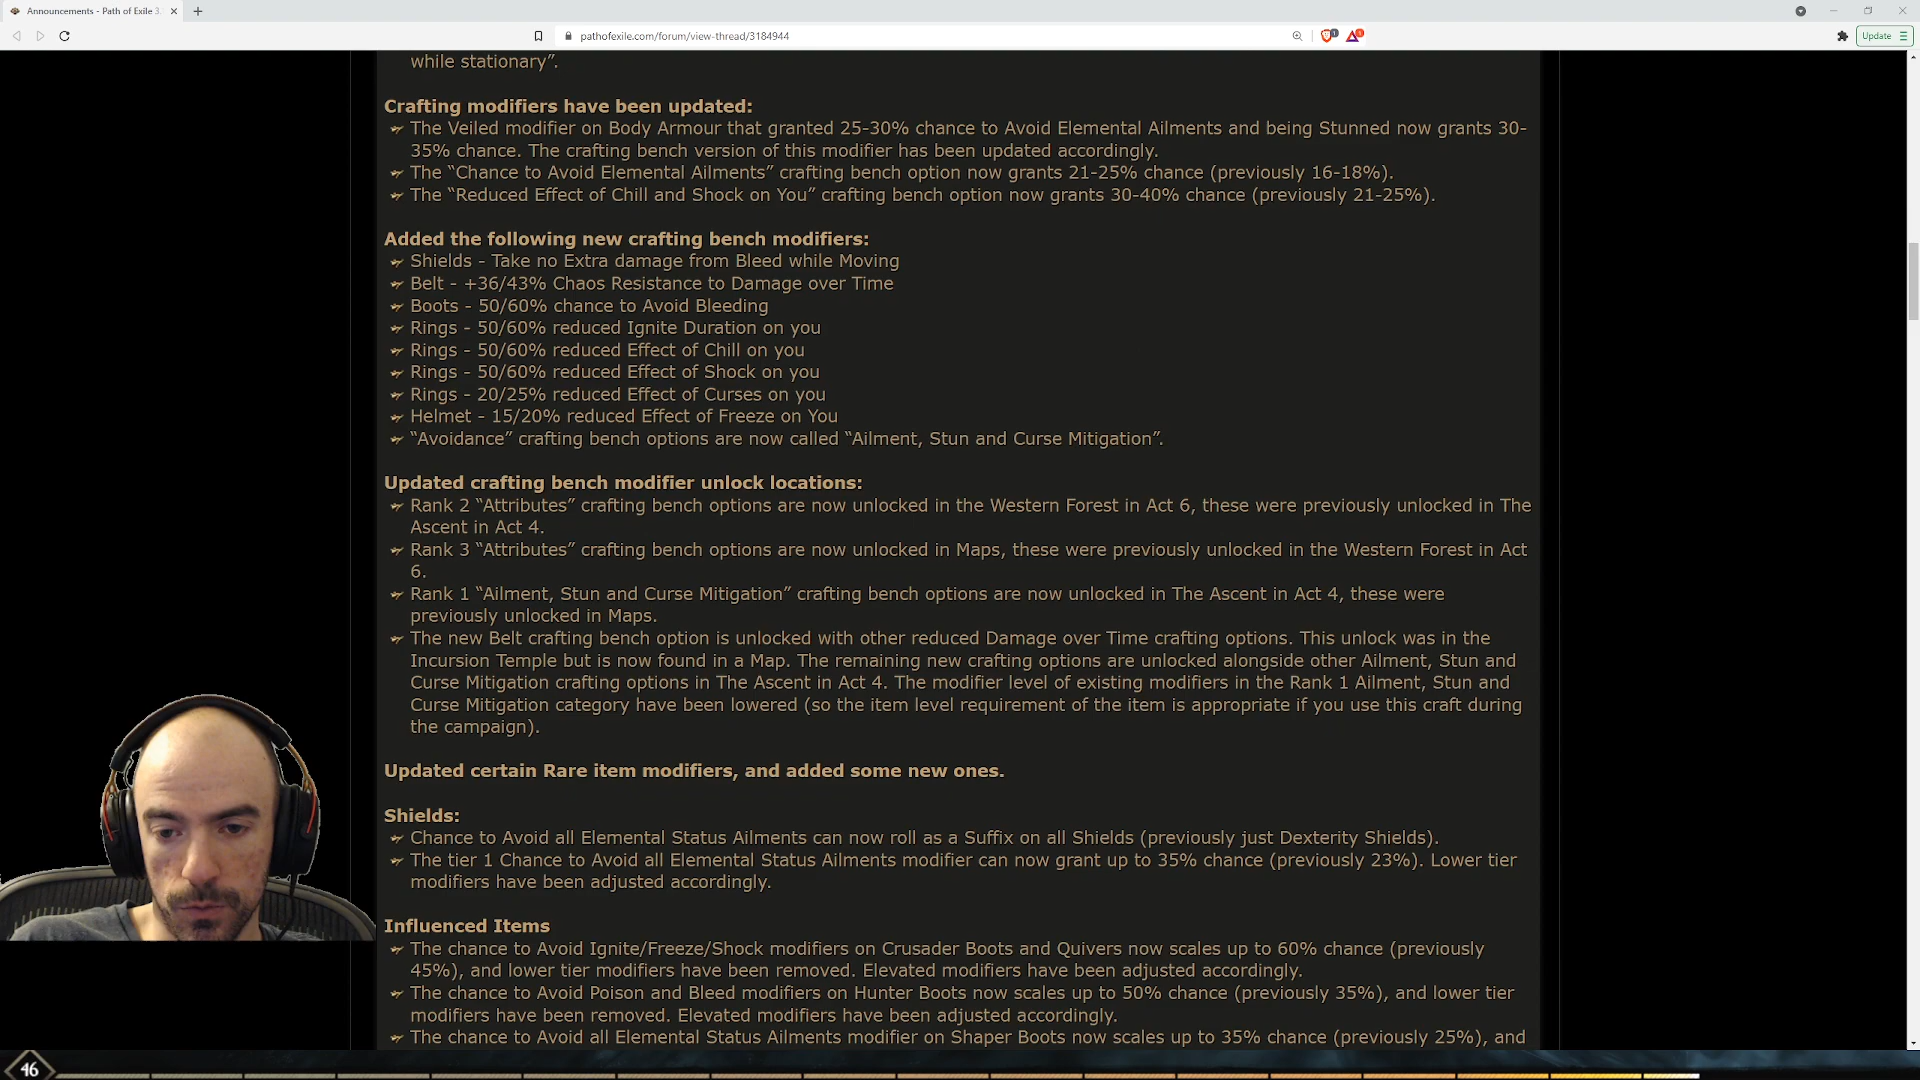 Announcements - Path of Exile 3.
pathofexile.com/forum/view-thread/3184944
Update
while stationary”.
Crafting modifiers have been updated:
The Veiled modifier on Body Armour that granted 25-30% chance to Avoid Elemental Ailments and being Stunned now grants 30-
35% chance. The crafting bench version of this modifier has been updated accordingly.
The “Chance to Avoid Elemental Ailments” crafting bench option now grants 21-25% chance (previously 16-18%).
The “Reduced Effect of Chill and Shock on You” crafting bench option now grants 30-40% chance (previously 21-25%).
Added the following new crafting bench modifiers:
Shields - Take no Extra damage from Bleed while Moving
Belt - +36/43% Chaos Resistance to Damage over Time
Boots - 50/60% chance to Avoid Bleeding
Rings - 50/60% reduced Ignite Duration on you
Rings - 50/60% reduced Effect of Chill on you
Rings - 50/60% reduced Effect of Shock on you
Rings - 20/25% reduced Effect of Curses on you
Helmet - 15/20% reduced Effect of Freeze on You
“Avoidance” crafting bench options are now called “Ailment, Stun and Curse Mitigation”.
Updated crafting bench modifier unlock locations:
Rank 2 “Attributes” crafting bench options are now unlocked in the Western Forest in Act 6, these were previously unlocked in The
Ascent in Act 4.
Rank 3 “Attributes” crafting bench options are now unlocked in Maps, these were previously unlocked in the Western Forest in Act
6.
Rank 1 “Ailment, Stun and Curse Mitigation” crafting bench options are now unlocked in The Ascent in Act 4, these were
previously unlocked in Maps.
The new Belt crafting bench option is unlocked with other reduced Damage over Time crafting options. This unlock was in the
Incursion Temple but is now found in a Map. The remaining new crafting options are unlocked alongside other Ailment, Stun and
Curse Mitigation crafting options in The Ascent in Act 4. The modifier level of existing modifiers in the Rank 1 Ailment, Stun and
Curse Mitigation category have been lowered (so the item level requirement of the item is appropriate if you use this craft during
the campaign).
Updated certain Rare item modifiers, and added some new ones.
Shields:
Chance to Avoid all Elemental Status Ailments can now roll as a Suffix on all Shields (previously just Dexterity Shields).
The tier 1 Chance to Avoid all Elemental Status Ailments modifier can now grant up to 35% chance (previously 23%). Lower tier
modifiers have been adjusted accordingly.
Influenced Items
The chance to Avoid Ignite/Freeze/Shock modifiers on Crusader Boots and Quivers now scales up to 60% chance (previously
45%), and lower tier modifiers have been removed. Elevated modifiers have been adjusted accordingly.
The chance to Avoid Poison and Bleed modifiers on Hunter Boots now scales up to 50% chance (previously 35%), and lower tier
modifiers have been removed. Elevated modifiers have been adjusted accordingly.
The chance to Avoid all Elemental Status Ailments modifier on Shaper Boots now scales up to 35% chance (previously 25%), and
46